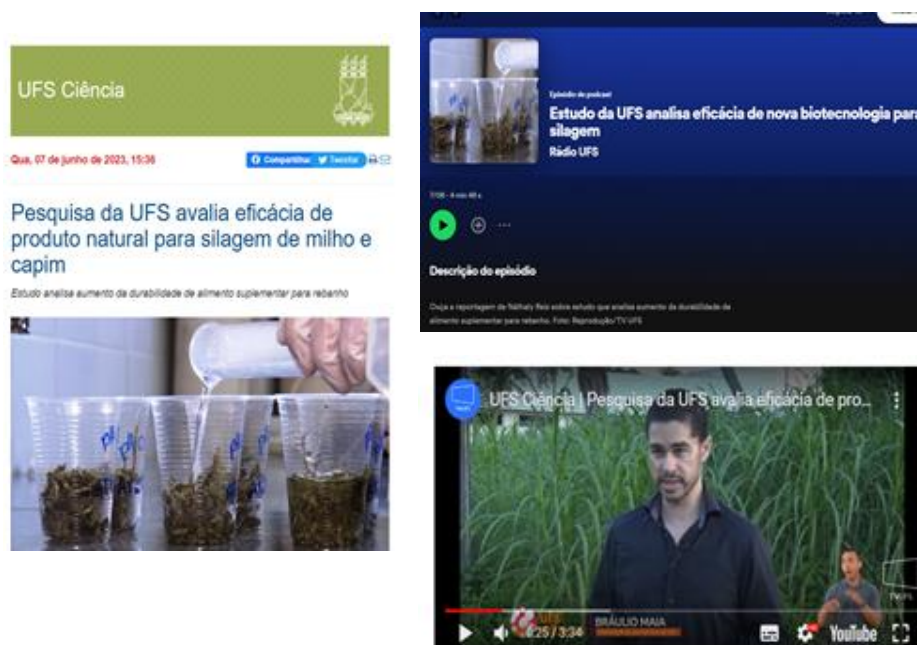 UFS Ciência
Qua, 07 de junho de 2023, 15:36
Compartilhar
Tweetar
Pesquisa da UFS avalia eficácia de
produto natural para silagem de milho e
capim
Estudo analisa aumento da durabilidade de alimento suplementar para rebanho
Episódio de podcast
Estudo da UFS analisa eficácia de nova biotecnologia para
silagem
Rádio UFS
Descrição do episódio
Ouça a reportagem de Nathaly Reis sobre estudo que analisa aumento da durabilidade de
alimento suplementar para rebanho. Foto: Reprodução/TV UFS
UFS Ciência | Pesquisa da UFS avalia eficácia de pro...
BRÁULIO MAIA
0:25 / 3:34
YouTube